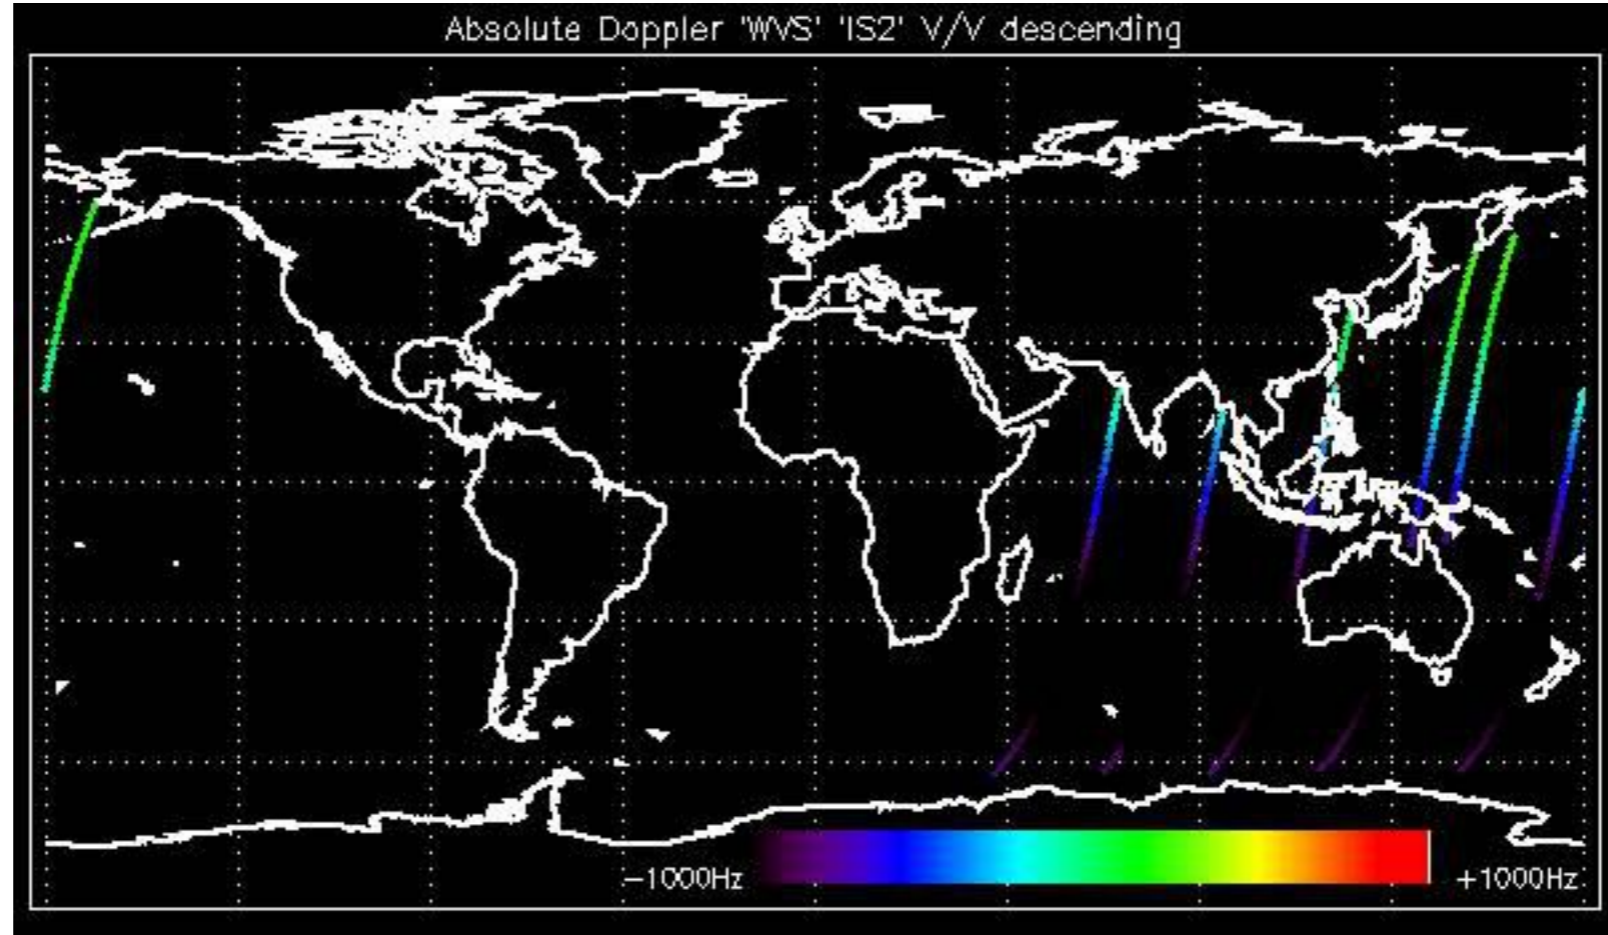 Absolute Doppler 'WVS' 'IS2' V/V descending
-1000Hz
+1000Hz